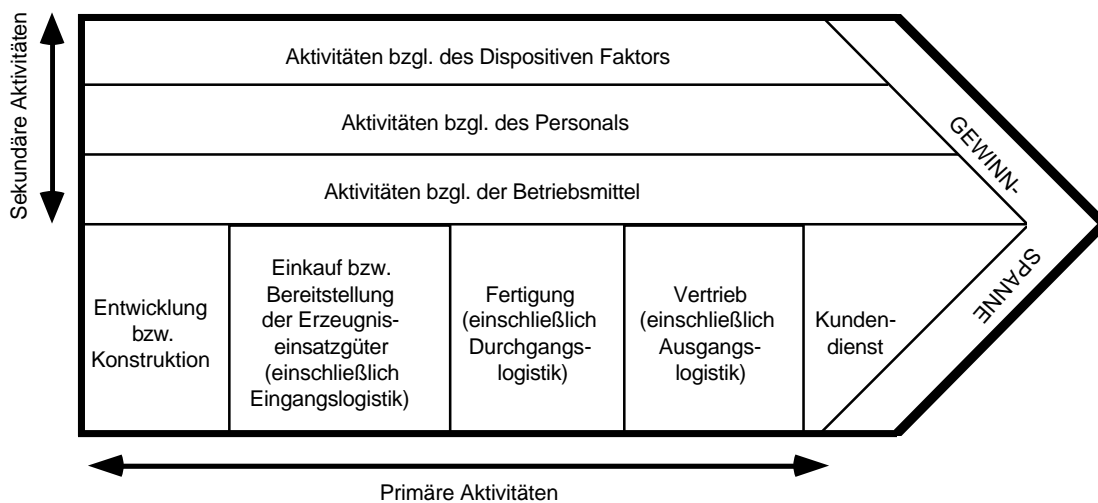 Sekundäre Aktivitäten
Aktivitäten bzgl. des Dispositiven Faktors
Aktivitäten bzgl. des Personals
Aktivitäten bzgl. der Betriebsmittel
GEWINN-
SPANNE
Entwicklung
bzw.
Konstruktion
Einkauf bzw.
Bereitstellung
der Erzeugnis-
einsatzgüter
(einschließlich
Eingangslogistik)
Fertigung
(einschließlich
Durchgangs-
logistik)
Vertrieb
(einschließlich
Ausgangs-
logistik)
Kunden-
dienst
Primäre Aktivitäten